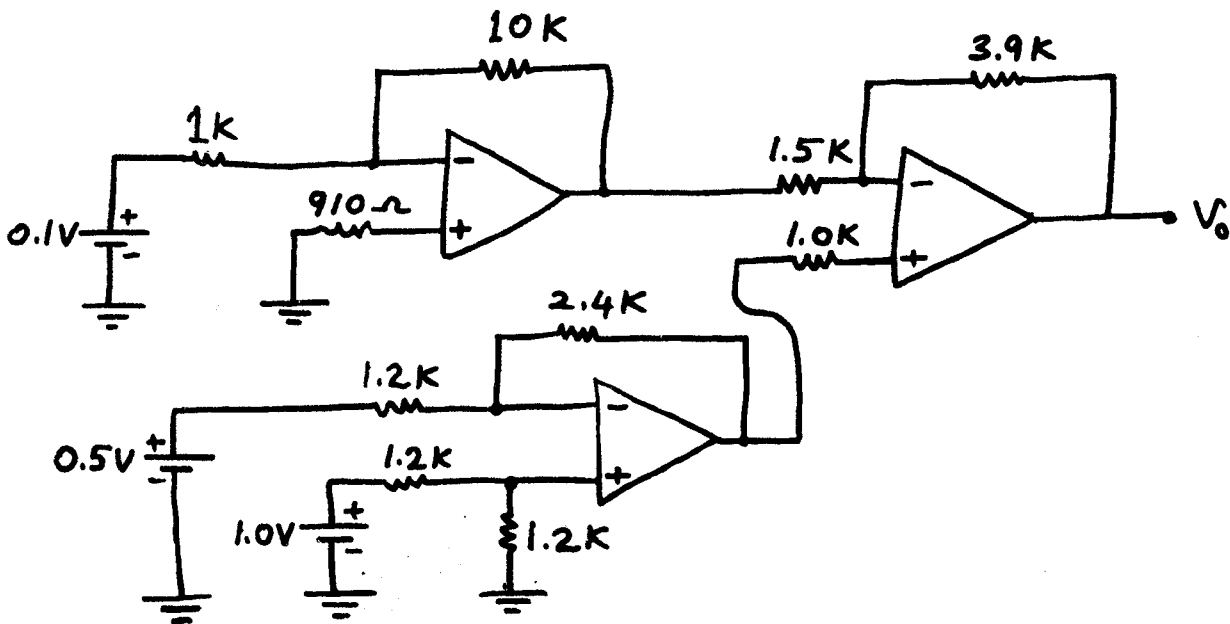 10K
3.9K
1K
1.5K
-
-
910Ω
+
0.1V
+
-
1.0K
+
V₀
2.4K
1.2K
-
+
0.5V
-
1.2K
+
1.0V
+
-
1.2K